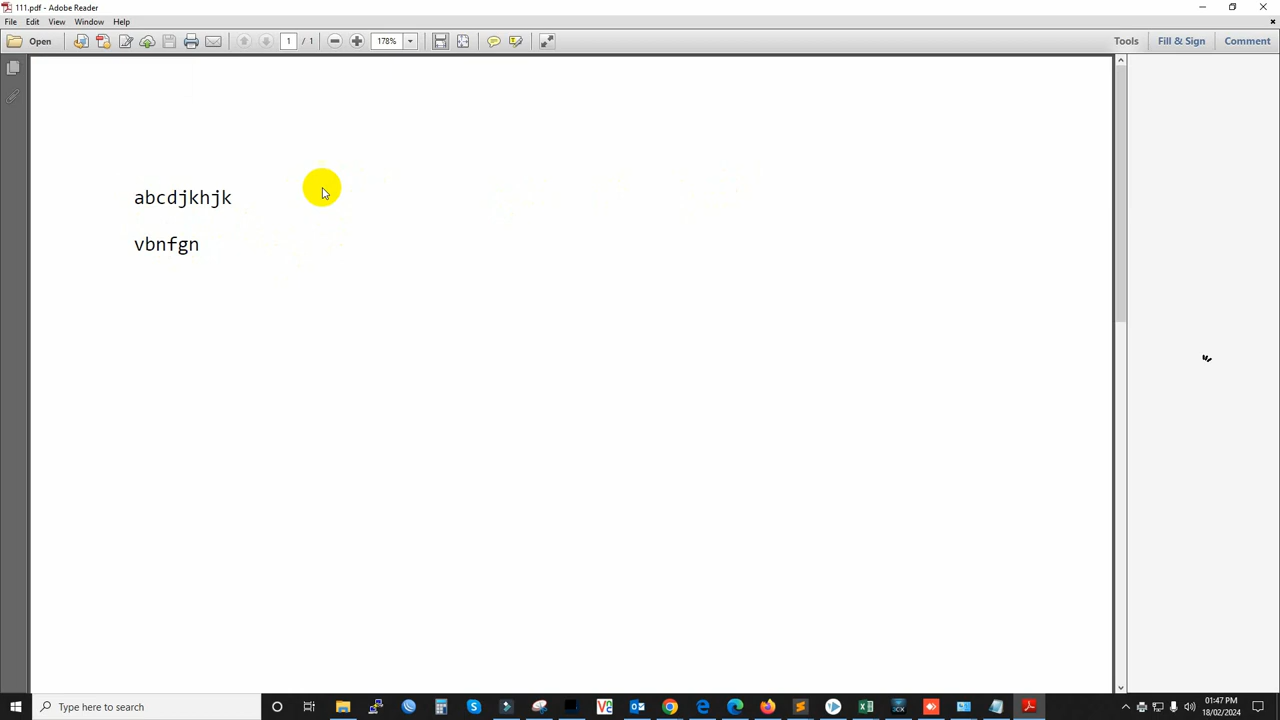 111.pdf - Adobe Reader
File Edit View Window Help
Open 1 / 1 178% Tools Fill & Sign Comment
abcdjkhjk
vbnfgn
Type here to search
01:47 PM
18/02/2024